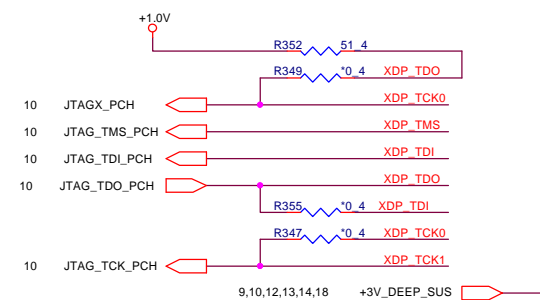 +1.0V
R352 51_4
R349 *0_4 XDP_TDO
10 JTAGX_PCH XDP_TCK0
10 JTAG_TMS_PCH XDP_TMS
10 JTAG_TDI_PCH XDP_TDI
10 JTAG_TDO_PCH XDP_TDO
R355 *0_4 XDP_TDI
R347 *0_4 XDP_TCK0
10 JTAG_TCK_PCH XDP_TCK1
9,10,12,13,14,18 +3V_DEEP_SUS